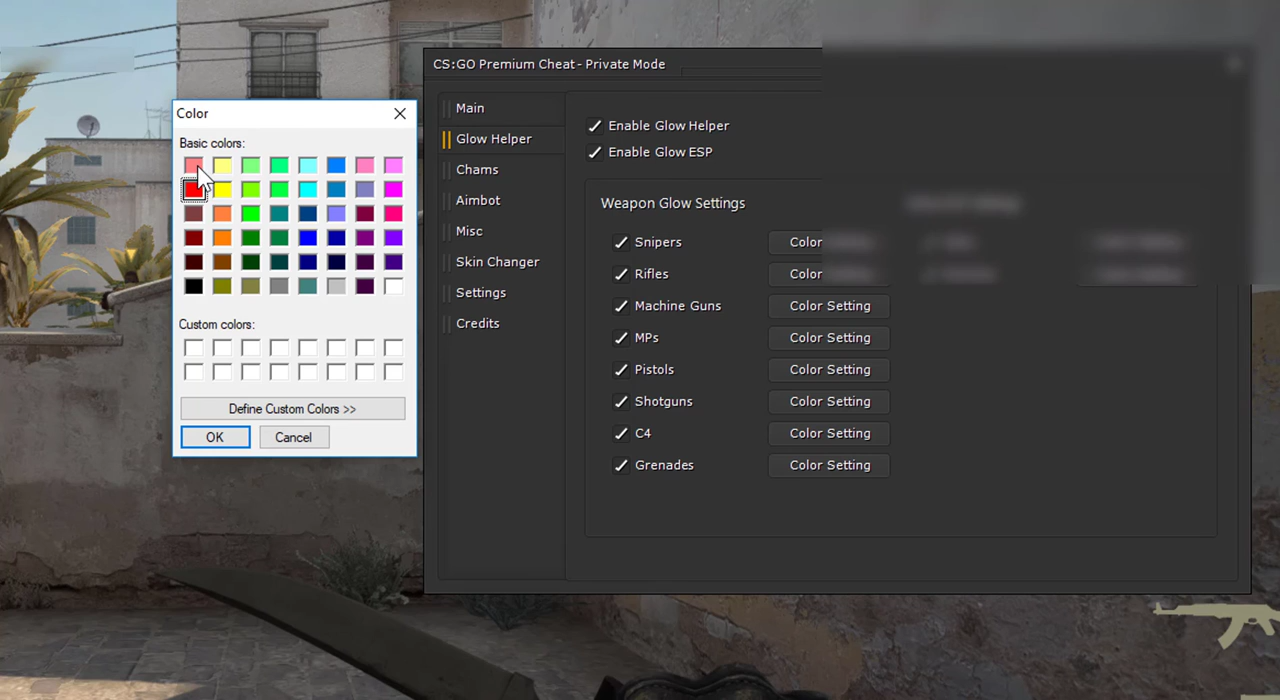 CS:GO Premium Cheat - Private Mode
Color
Basic colors:
Custom colors:
Define Custom Colors >>
OK
Cancel
Main
Glow Helper
Chams
Aimbot
Misc
Skin Changer
Settings
Credits
Enable Glow Helper
Enable Glow ESP
Weapon Glow Settings
Snipers Color
Rifles Color
Machine Guns Color Setting
MPs Color Setting
Pistols Color Setting
Shotguns Color Setting
C4 Color Setting
Grenades Color Setting